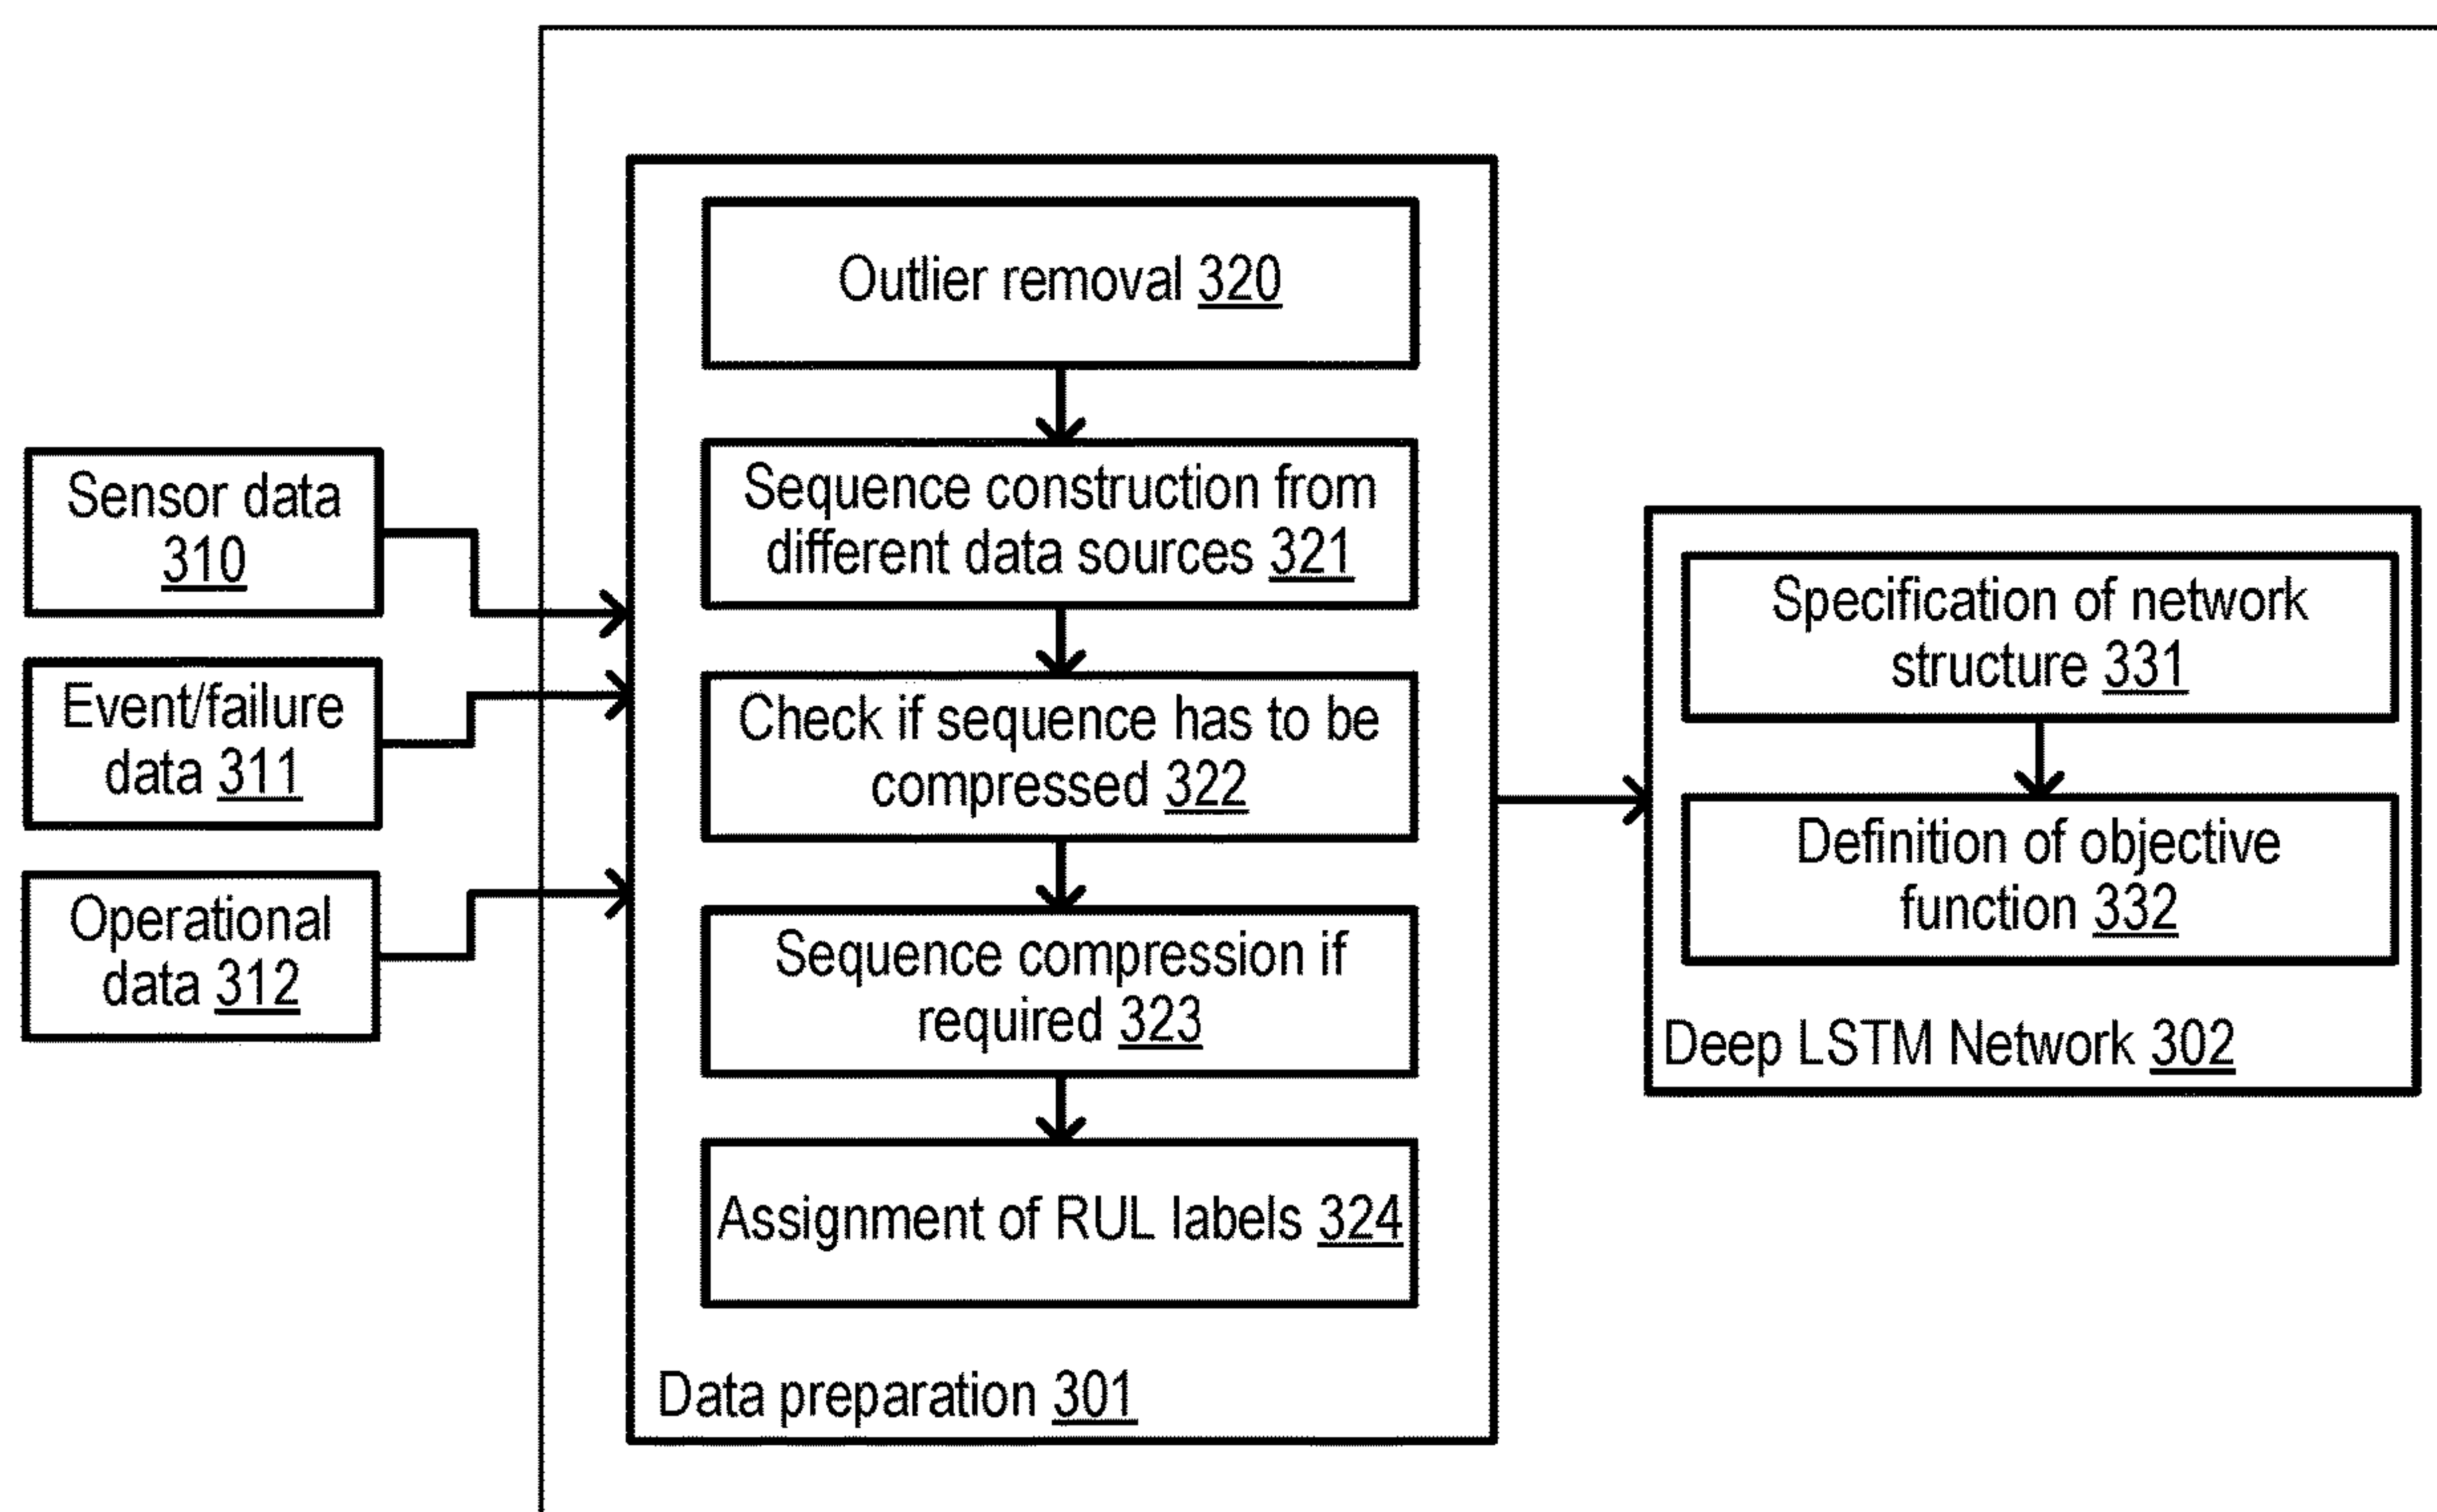 Sensor data
310
Event/failure
data 311
Operational
data 312
Outlier removal 320
Sequence construction from
different data sources 321
Check if sequence has to be
compressed 322
Sequence compression if
required 323
Assignment of RUL labels 324
Data preparation 301
Specification of network
structure 331
Definition of objective
function 332
Deep LSTM Network 302